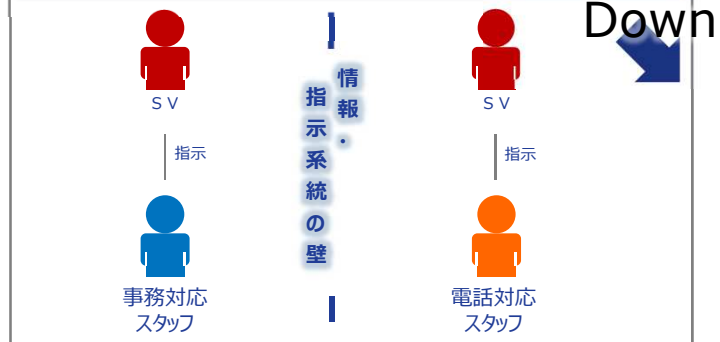 Down
ＳＶ
指示
事務対応
スタッフ
情報・
指示系統の壁
ＳＶ
指示
電話対応
スタッフ